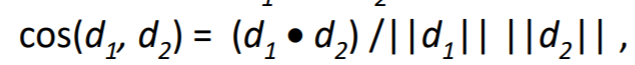 cos(d₁, d₂) = (d₁ • d₂) /||d₁|| ||d₂|| ,